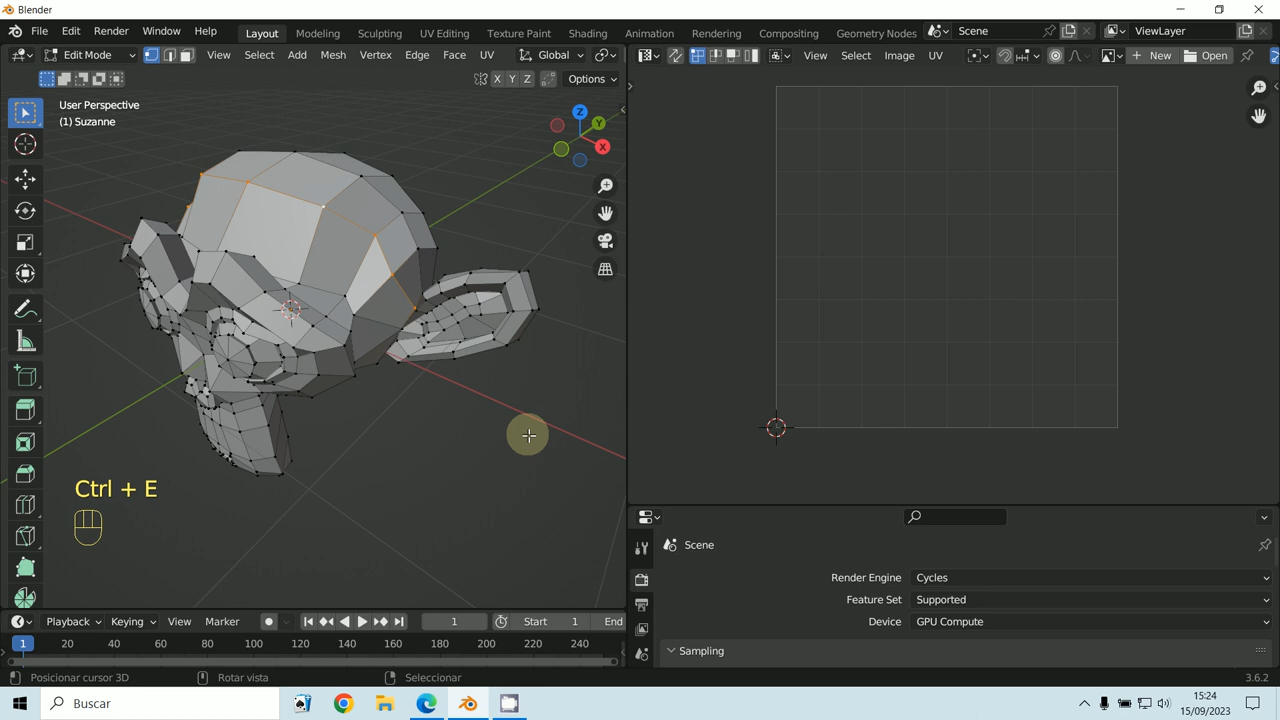 Blender
File Edit Render Window Help Layout Modeling Sculpting UV Editing Texture Paint Shading Animation Rendering Compositing Geometry Nodes Scene ViewLayer
Edit Mode View Select Add Mesh Vertex Edge Face UV Global View Select Image UV New Open
X Y Z Options
User Perspective
(1) Suzanne
Z Y X
Ctrl + E
Scene
Render Engine Cycles
Feature Set Supported
Device GPU Compute
Sampling
Playback Keying View Marker 1 Start 1 End
1 20 40 60 80 100 120 140 160 180 200 220 240
Posicionar cursor 3D Rotar vista Seleccionar 3.6.2
Buscar
15:24
15/09/2023